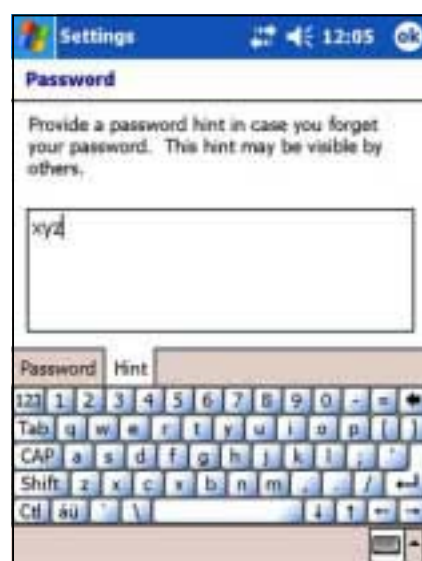 Settings 12:05 ok
Password
Provide a password hint in case you forget
your password. This hint may be visible by
others.
xyz
Password Hint
123 1 2 3 4 5 6 7 8 9 0 - = 
Tab q w e r t y u i o p [ ]
CAP a s d f g h j k l ; '
Shift z x c v b n m , . /
Ctl áü ` \